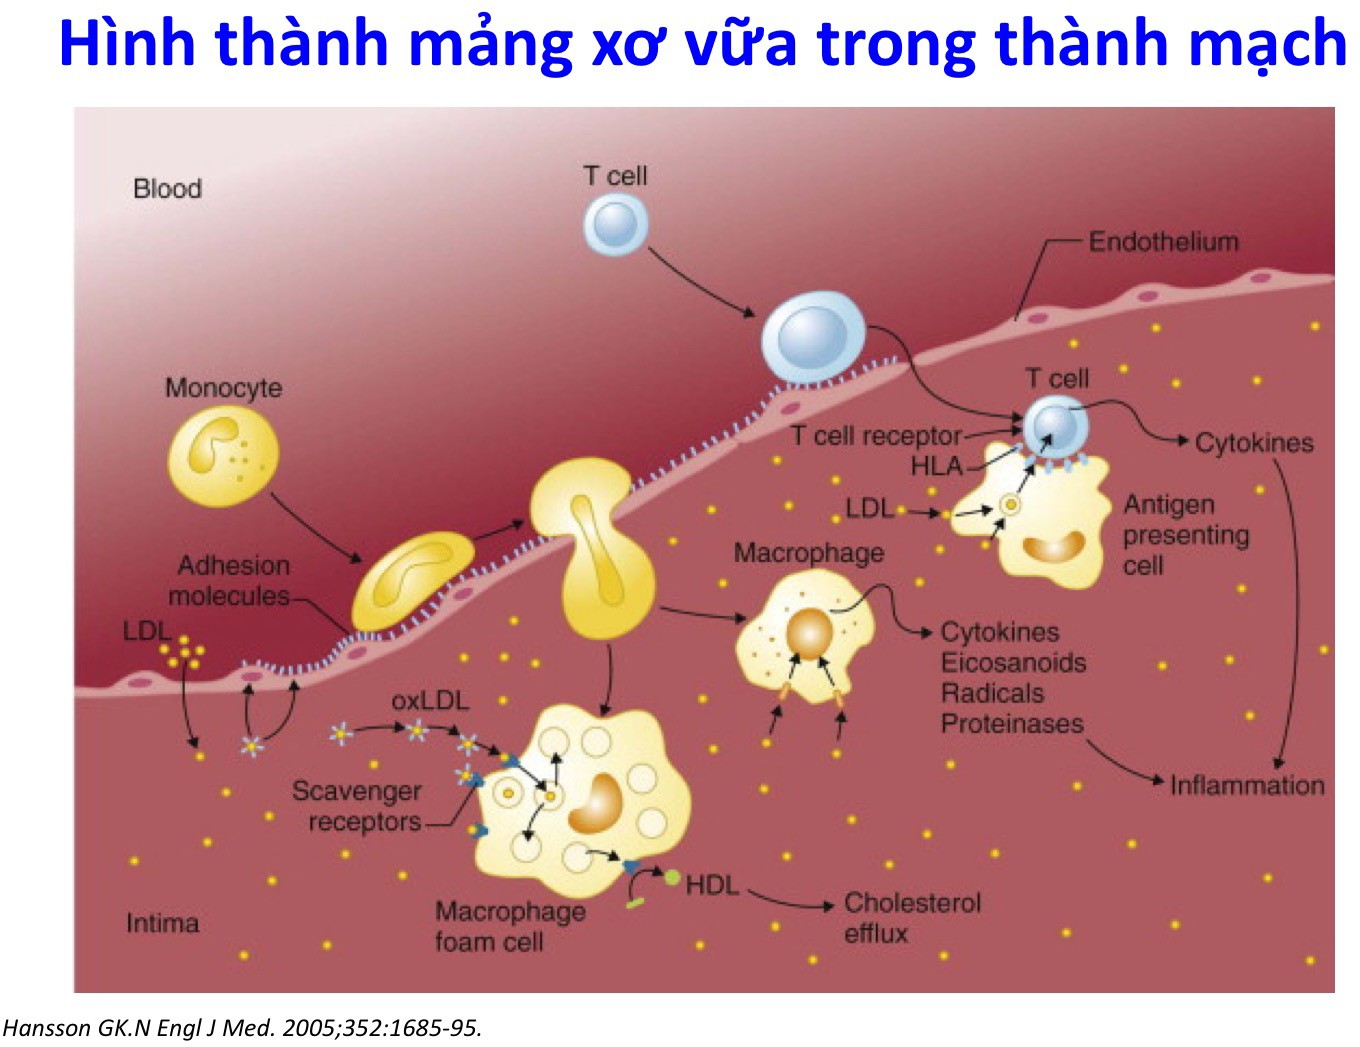 Hình thành mảng xơ vữa trong thành mạch
Blood
T cell
Endothelium
Monocyte
T cell
T cell receptor
HLA
Cytokines
LDL
Antigen
presenting
cell
Adhesion
molecules
LDL
Macrophage
Cytokines
Eicosanoids
Radicals
Proteinases
oxLDL
Scavenger
receptors
Inflammation
HDL
Cholesterol
efflux
Macrophage
foam cell
Intima
Hansson GK.N Engl J Med. 2005;352:1685-95.